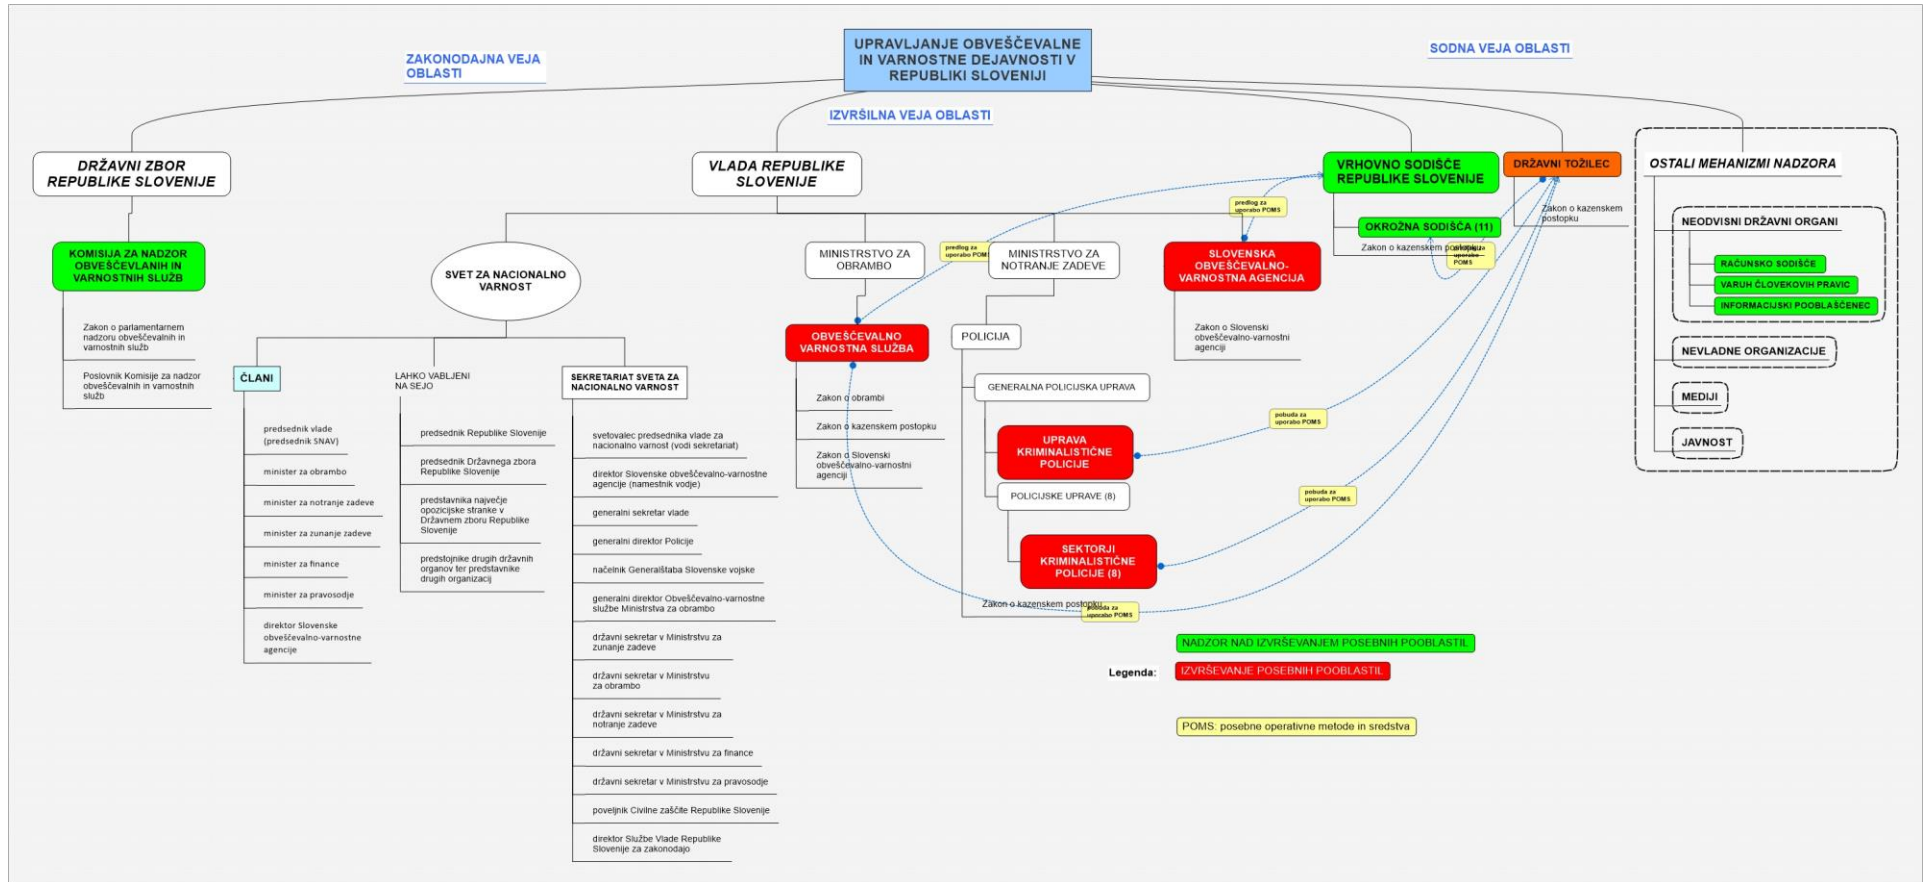 UPRAVLJANJE OBVEŠČEVALNE
IN VARNOSTNE DEJAVNOSTI V
REPUBLIKI SLOVENIJI
ZAKONODAJNA VEJA
OBLASTI
IZVRŠILNA VEJA OBLASTI
SODNA VEJA OBLASTI
DRŽAVNI ZBOR
REPUBLIKE SLOVENIJE
KOMISIJA ZA NADZOR
OBVEŠČEVLANIH IN
VARNOSTNIH SLUŽB
Zakon o parlamentarnem
nadzoru obveščevalnih in
varnostnih služb
Poslovnik Komisije za nadzor
obveščevalnih in varnostnih
služb
VLADA REPUBLIKE
SLOVENIJE
SVET ZA NACIONALNO
VARNOST
ČLANI
predsednik vlade
(predsednik SNAV)
minister za obrambo
minister za notranje zadeve
minister za zunanje zadeve
minister za finance
minister za pravosodje
direktor Slovenske
obveščevalno-varnostne
agencije
LAHKO VABLJENI
NA SEJO
predsednik Republike Slovenije
predsednik Državnega zbora
Republike Slovenije
predstavnika največje
opozicijske stranke v
Državnem zboru Republike
Slovenije
predstojnike drugih državnih
organov ter predstavnike
drugih organizacij
SEKRETARIAT SVETA ZA
NACIONALNO VARNOST
svetovalec predsednika vlade za
nacionalno varnost (vodi sekretariat)
direktor Slovenske obveščevalno-varnostne
agencije (namestnik vodje)
generalni sekretar vlade
generalni direktor Policije
načelnik Generalštaba Slovenske vojske
generalni direktor Obveščevalno-varnostne
službe Ministrstva za obrambo
državni sekretar v Ministrstvu za
zunanje zadeve
državni sekretar v Ministrstvu
za obrambo
državni sekretar v Ministrstvu za
notranje zadeve
državni sekretar v Ministrstvu za finance
državni sekretar v Ministrstvu za pravosodje
poveljnik Civilne zaščite Republike Slovenije
direktor Službe Vlade Republike
Slovenije za zakonodajo
MINISTRSTVO ZA
OBRAMBO
OBVEŠČEVALNO
VARNOSTNA SLUŽBA
Zakon o obrambi
Zakon o kazenskem postopku
Zakon o Slovenski
obveščevalno-varnostni
agenciji
predlog za
uporabo POMS
MINISTRSTVO ZA
NOTRANJE ZADEVE
POLICIJA
GENERALNA POLICIJSKA UPRAVA
UPRAVA
KRIMINALISTIČNE
POLICIJE
POLICIJSKE UPRAVE (8)
SEKTORJI
KRIMINALISTIČNE
POLICIJE (8)
Zakon o kazenskem postopku
pobuda za
uporabo POMS
SLOVENSKA
OBVEŠČEVALNO-
VARNOSTNA AGENCIJA
Zakon o Slovenski
obveščevalno-varnostni
agenciji
predlog za
uporabo POMS
VRHOVNO SODIŠČE
REPUBLIKE SLOVENIJE
OKROŽNA SODIŠČA (11)
Zakon o kazenskem postopku
predlog za
uporabo
POMS
DRŽAVNI TOŽILEC
Zakon o kazenskem
postopku
pobuda za
uporabo POMS
pobuda za
uporabo POMS
OSTALI MEHANIZMI NADZORA
NEODVISNI DRŽAVNI ORGANI
RAČUNSKO SODIŠČE
VARUH ČLOVEKOVIH PRAVIC
INFORMACIJSKI POOBLAŠČENEC
NEVLADNE ORGANIZACIJE
MEDIJI
JAVNOST
Legenda:
NADZOR NAD IZVRŠEVANJEM POSEBNIH POOBLASTIL
IZVRŠEVANJE POSEBNIH POOBLASTIL
POMS: posebne operativne metode in sredstva